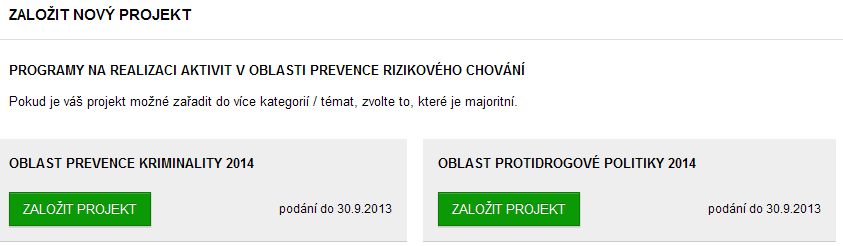 ZALOŽIT NOVÝ PROJEKT
PROGRAMY NA REALIZACI AKTIVIT V OBLASTI PREVENCE RIZIKOVÉHO CHOVÁNÍ
Pokud je váš projekt možné zařadit do více kategorií / témat, zvolte to, které je majoritní.
OBLAST PREVENCE KRIMINALITY 2014
ZALOŽIT PROJEKT podání do 30.9.2013
OBLAST PROTIDROGOVÉ POLITIKY 2014
ZALOŽIT PROJEKT podání do 30.9.2013